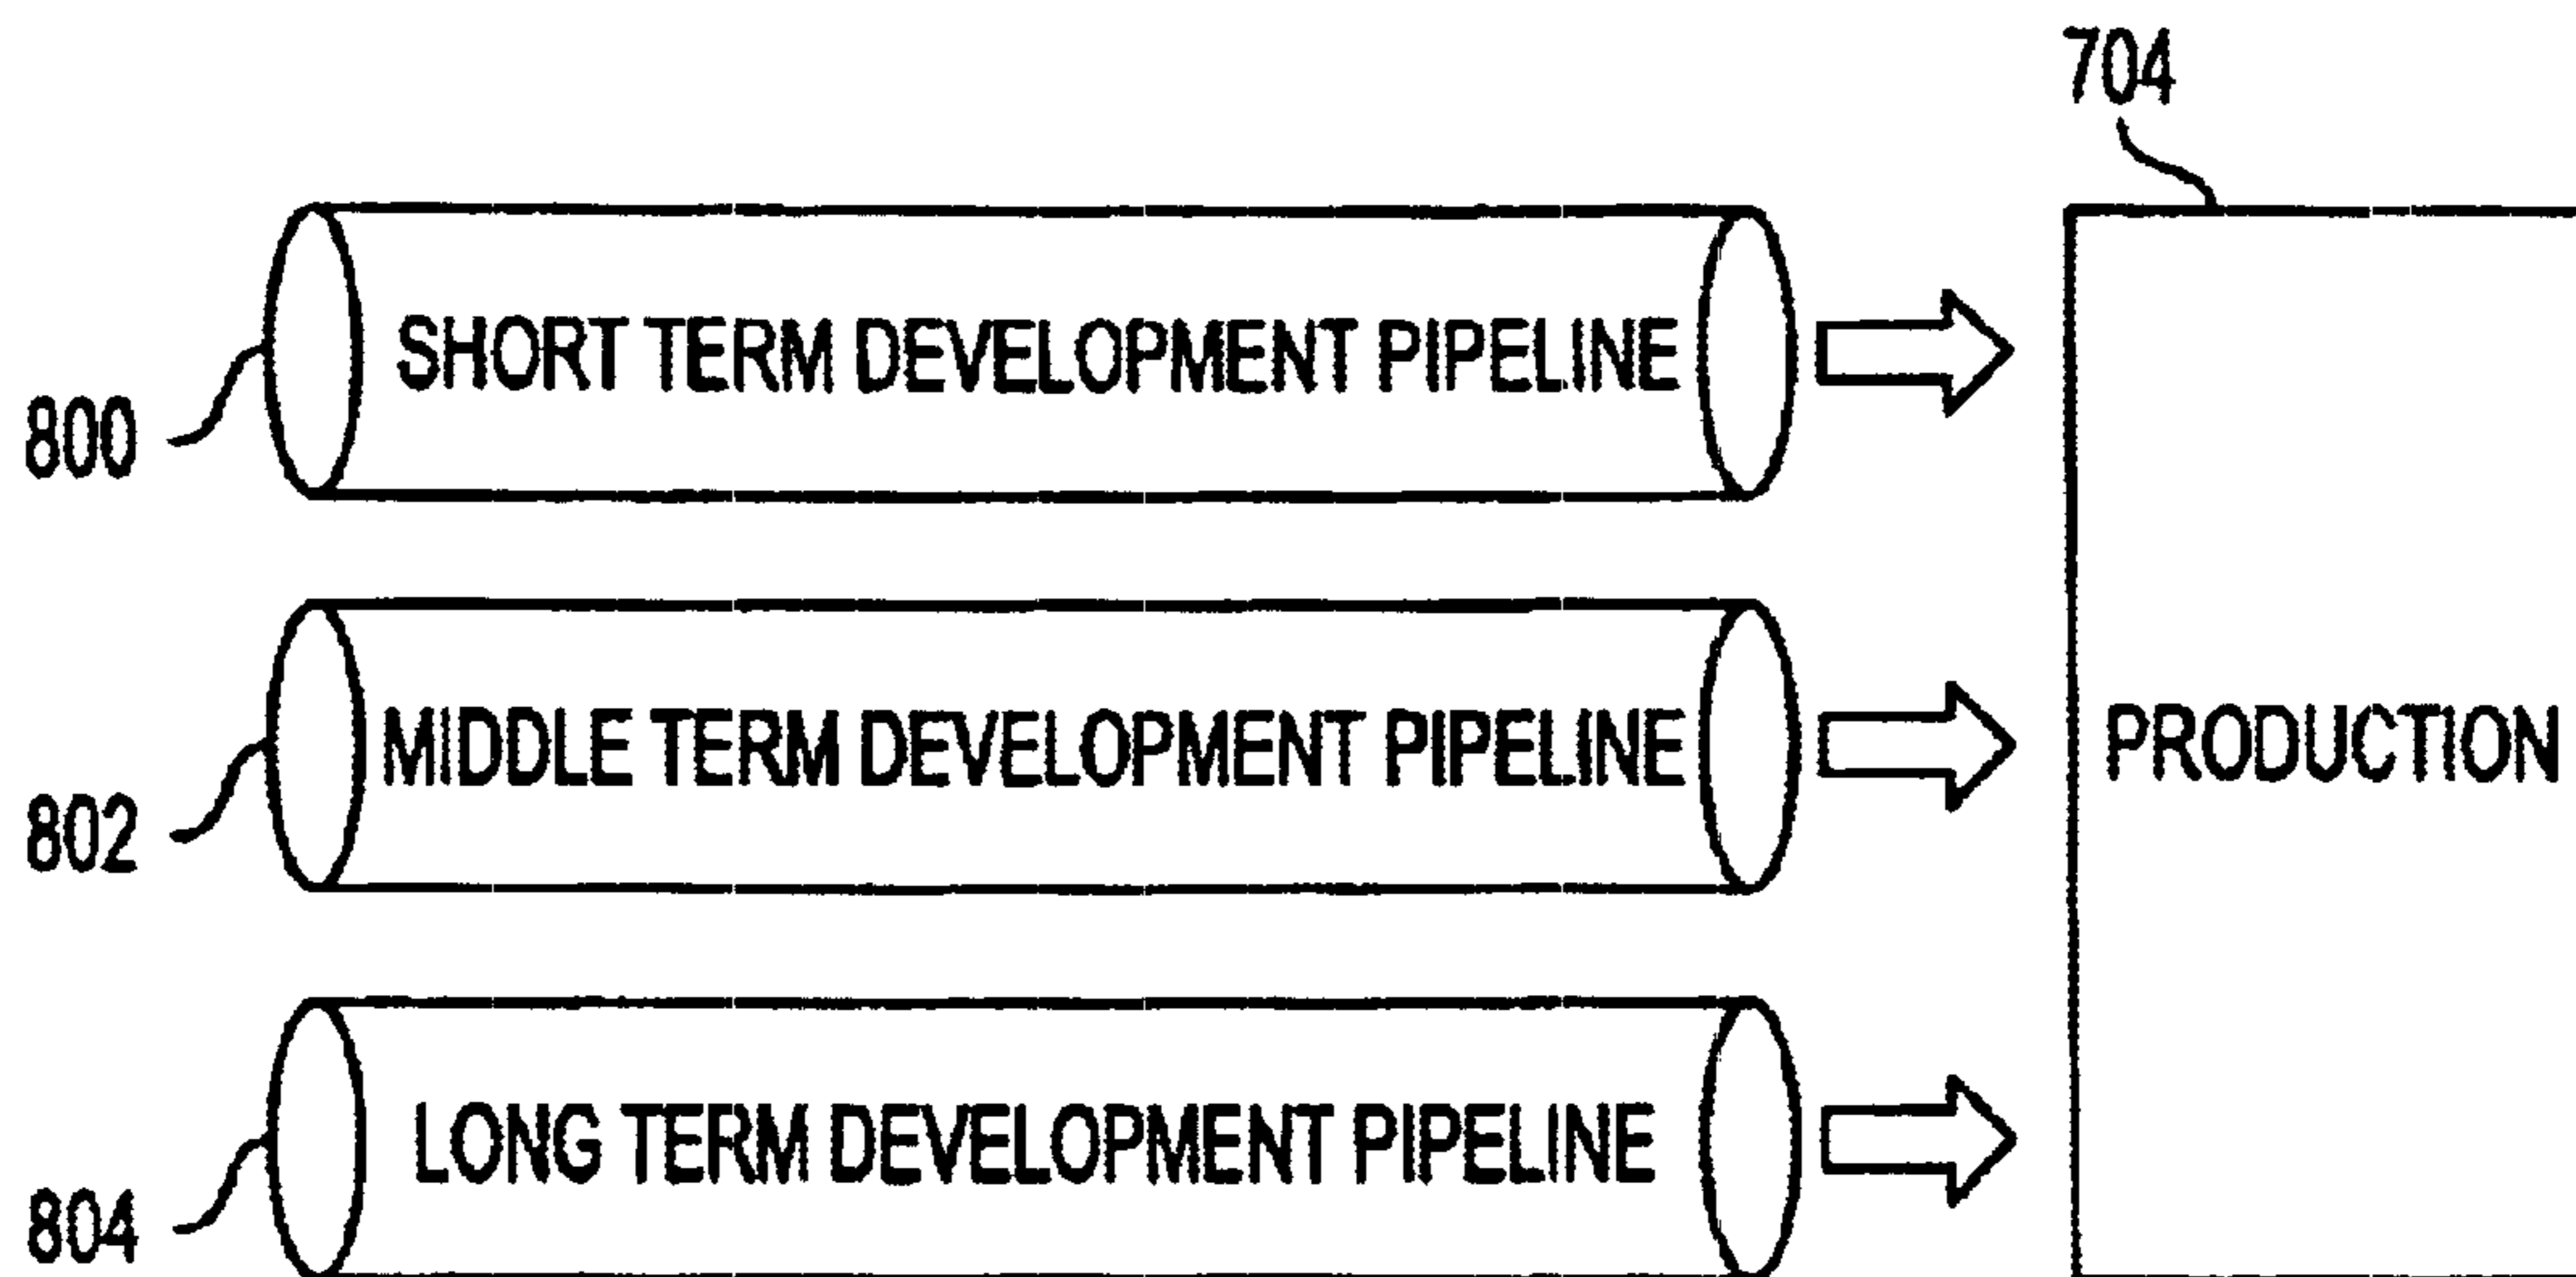 704
SHORT TERM DEVELOPMENT PIPELINE
800
MIDDLE TERM DEVELOPMENT PIPELINE
PRODUCTION
802
LONG TERM DEVELOPMENT PIPELINE
804